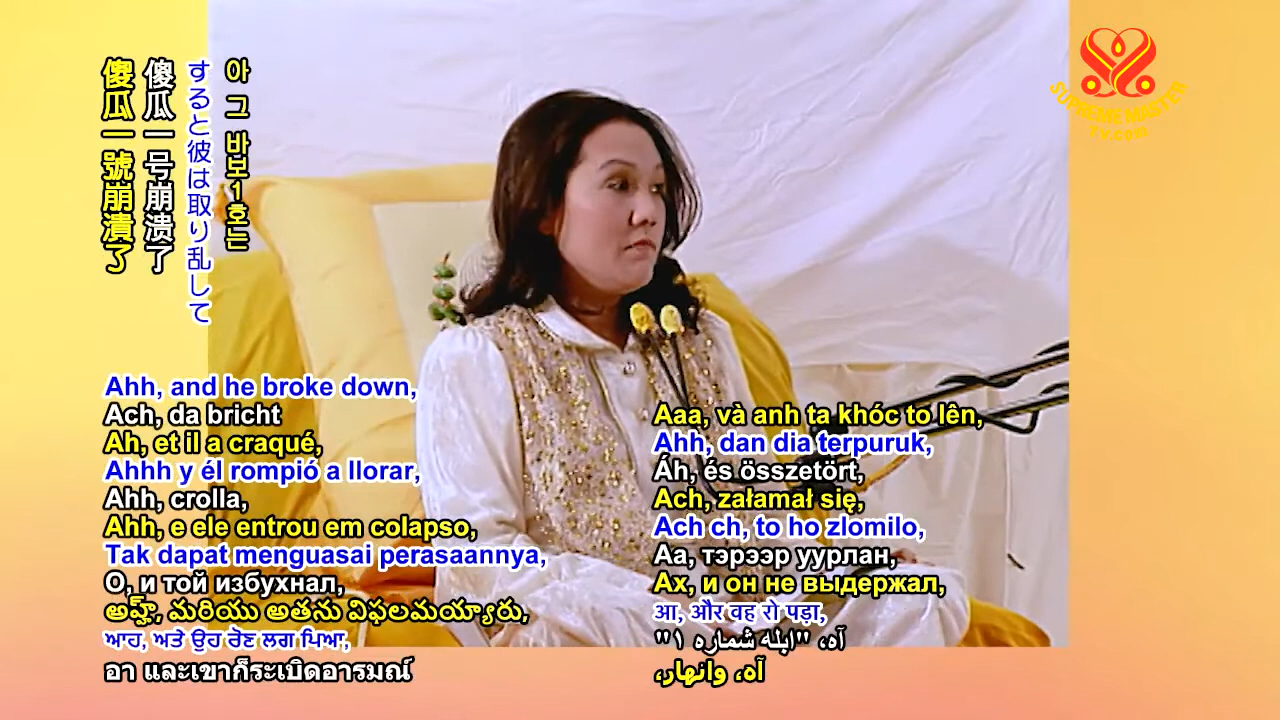 傻瓜一號崩潰了
傻瓜一号崩溃了
すると彼は取り乱して
아 그 바보1호는
SUPREME MASTER
TV.com
Ahh, and he broke down,
Ach, da bricht
Ah, et il a craqué,
Ahhh y él rompió a llorar,
Ahh, crolla,
Ahh, e ele entrou em colapso,
Tak dapat menguasai perasaannya,
О, и той избухнал,
అహ్హ్, మరియు అతను విఫలమయ్యారు,
ਆਹ, ਅਤੇ ਉਹ ਰੋਣ ਲਗ ਪਿਆ,
อา และเขาก็ระเบิดอารมณ์
Aaa, và anh ta khóc to lên,
Ahh, dan dia terpuruk,
Áh, és összetört,
Ach, załamał się,
Ach ch, to ho zlomilo,
Аа, тэрээр уурлан,
Ах, и он не выдержал,
आ, और वह रो पड़ा,
آه، "ابله شماره ۱"
آه، وانهار،